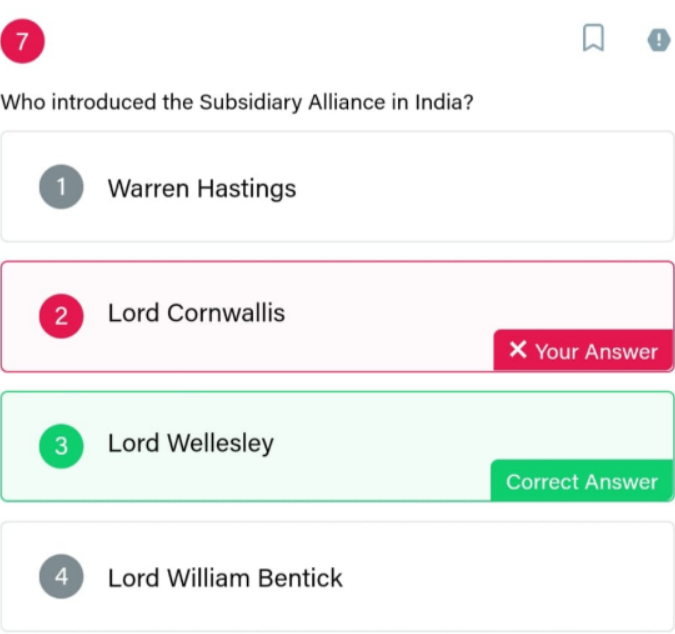 7
Who introduced the Subsidiary Alliance in India?
1 Warren Hastings
2 Lord Cornwallis
✕ Your Answer
3 Lord Wellesley
Correct Answer
4 Lord William Bentick